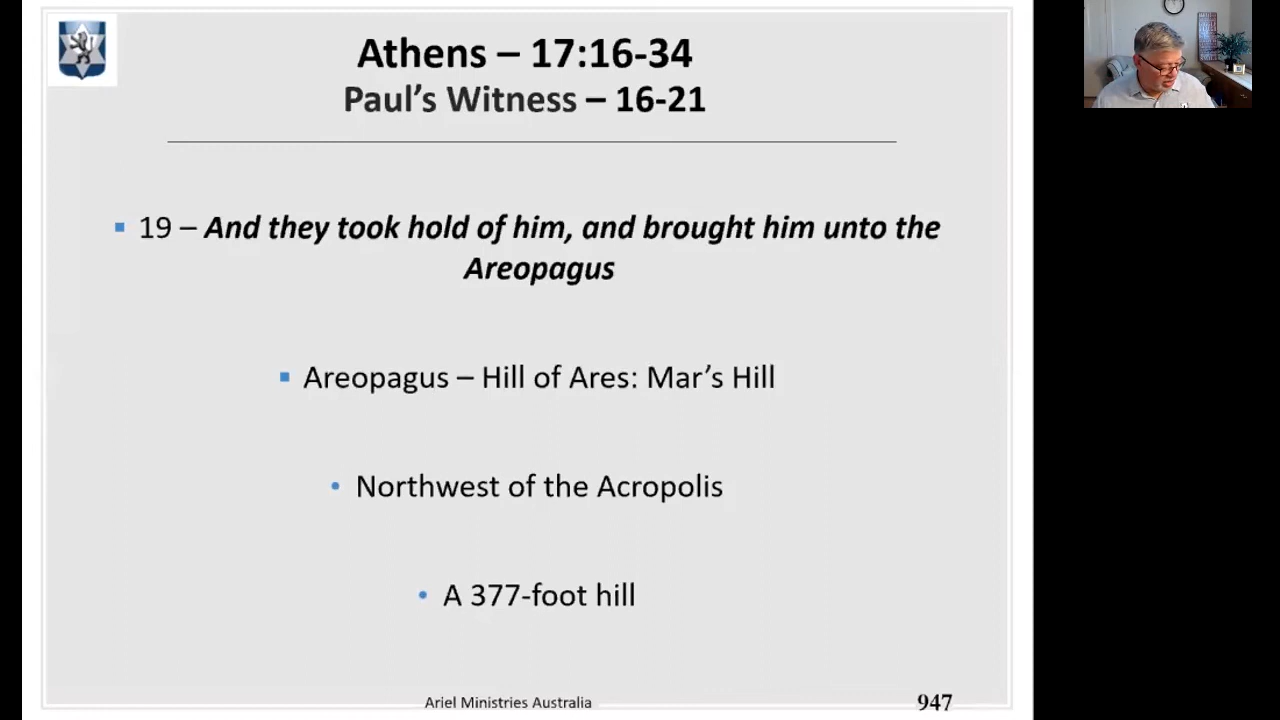 Athens – 17:16-34
Paul's Witness – 16-21
▪ 19 – And they took hold of him, and brought him unto the
Areopagus
▪ Areopagus – Hill of Ares: Mar's Hill
• Northwest of the Acropolis
• A 377-foot hill
Ariel Ministries Australia
947